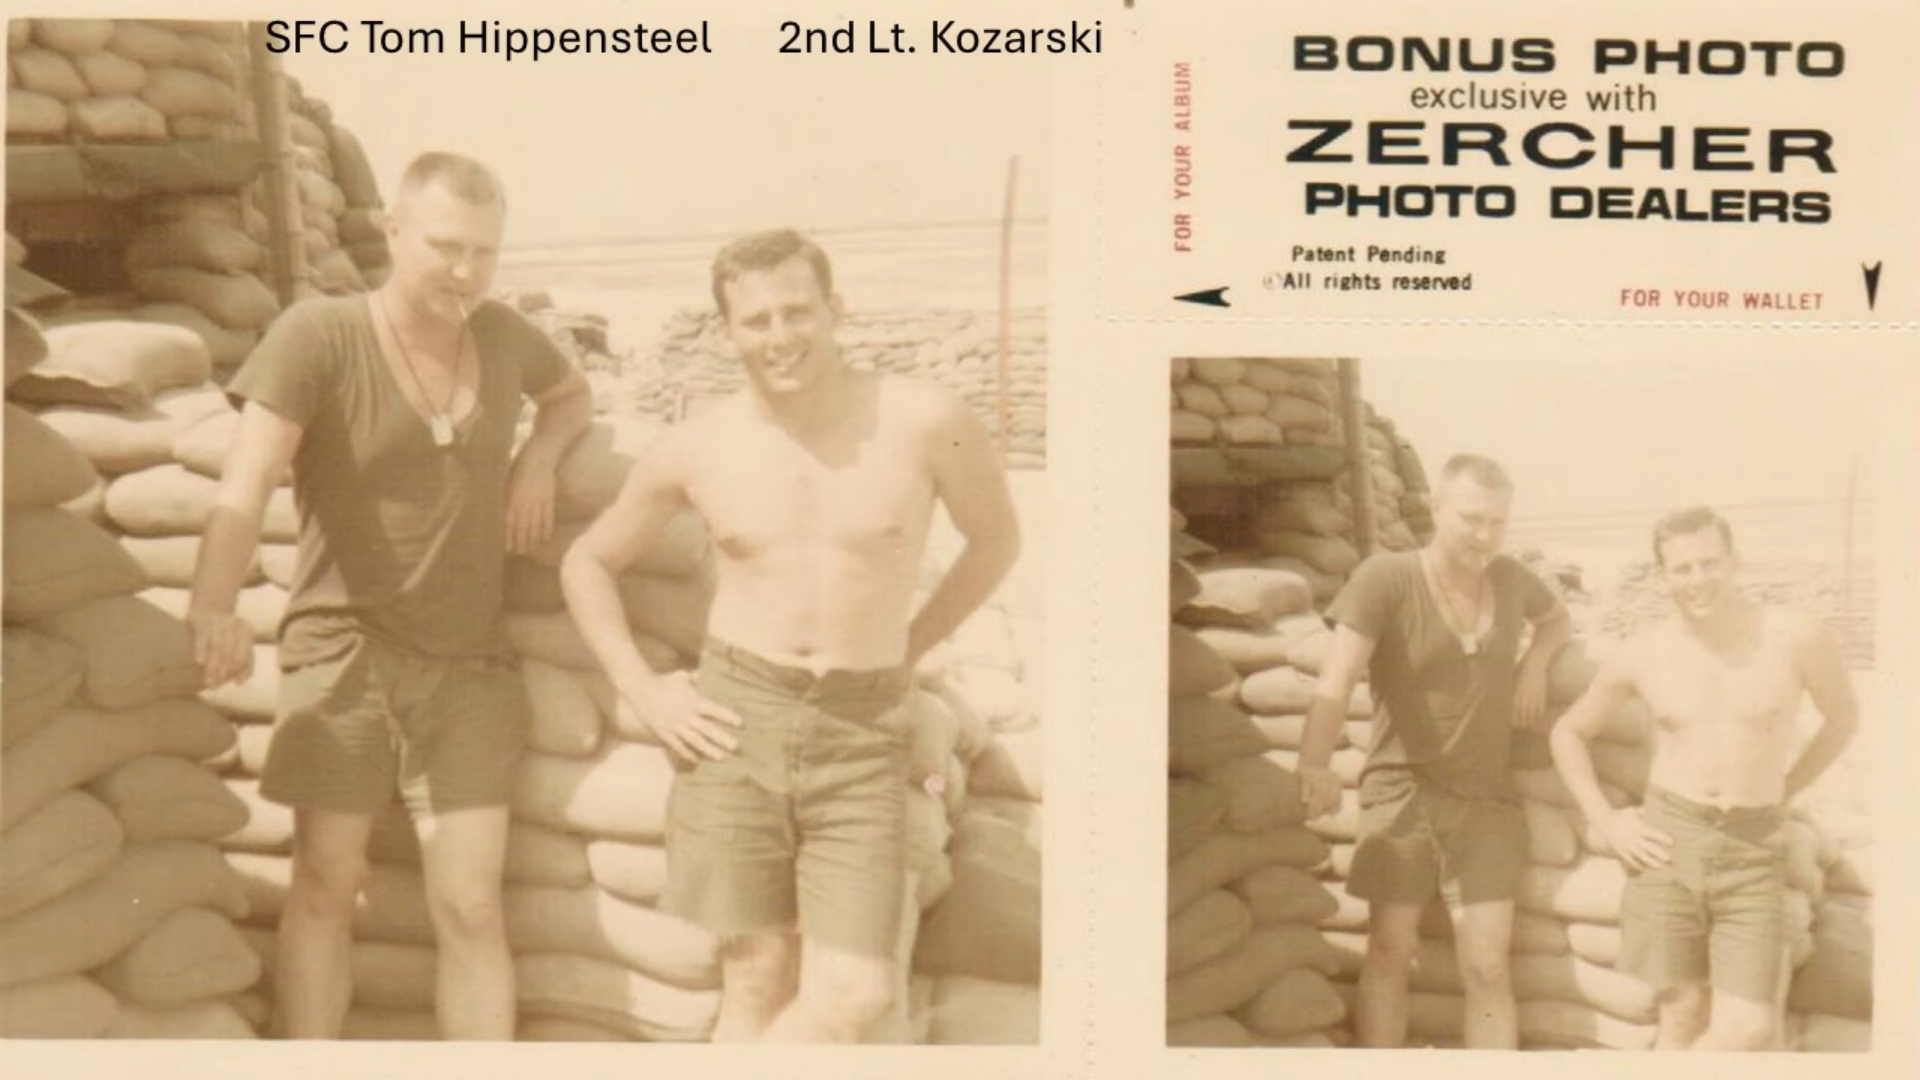 SFC Tom Hippensteel 2nd Lt. Kozarski
BONUS PHOTO
exclusive with
ZERCHER
PHOTO DEALERS
Patent Pending
©All rights reserved
FOR YOUR ALBUM
FOR YOUR WALLET